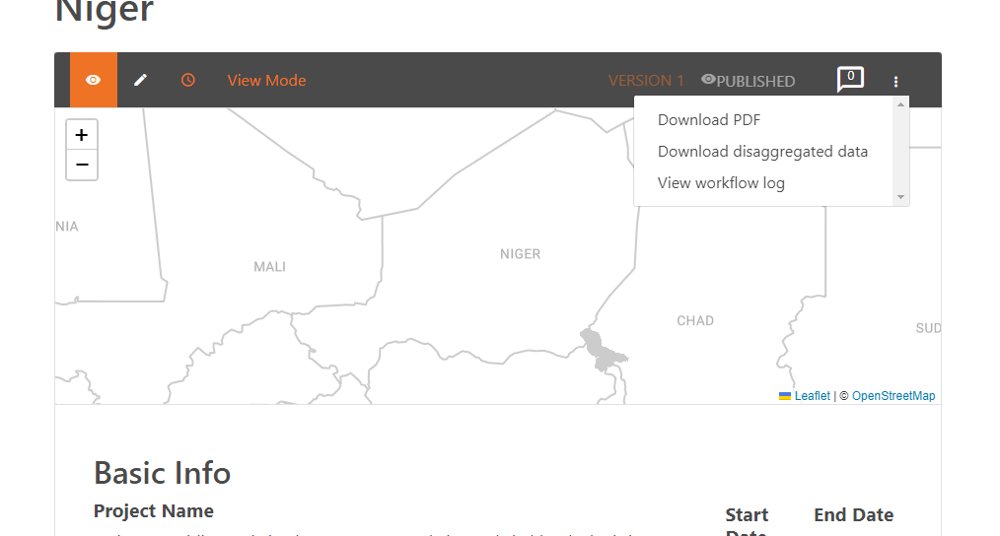 Niger
View Mode
VERSION 1
PUBLISHED
0
Download PDF
Download disaggregated data
View workflow log
+
−
NIA
MALI
NIGER
CHAD
SUD
Leaflet | © OpenStreetMap
Basic Info
Project Name
Start
End Date
Date